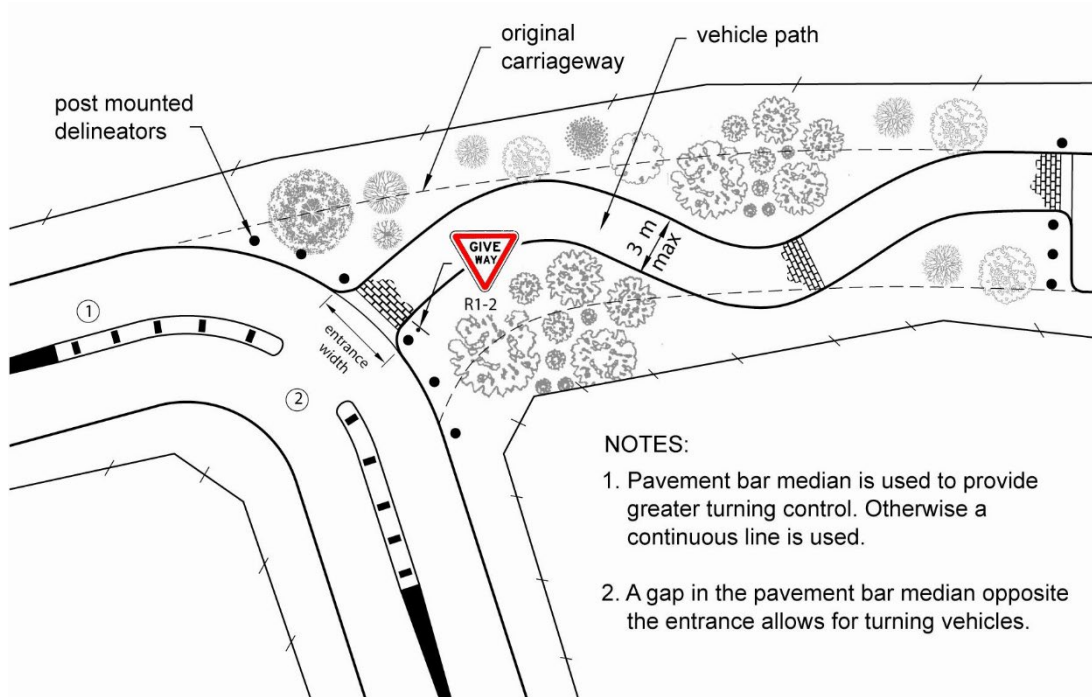 original
carriageway
vehicle path
post mounted
delineators
3 m
max
GIVE
WAY
R1-2
1
entrance
width
2
NOTES:
1. Pavement bar median is used to provide
greater turning control. Otherwise a
continuous line is used.
2. A gap in the pavement bar median opposite
the entrance allows for turning vehicles.